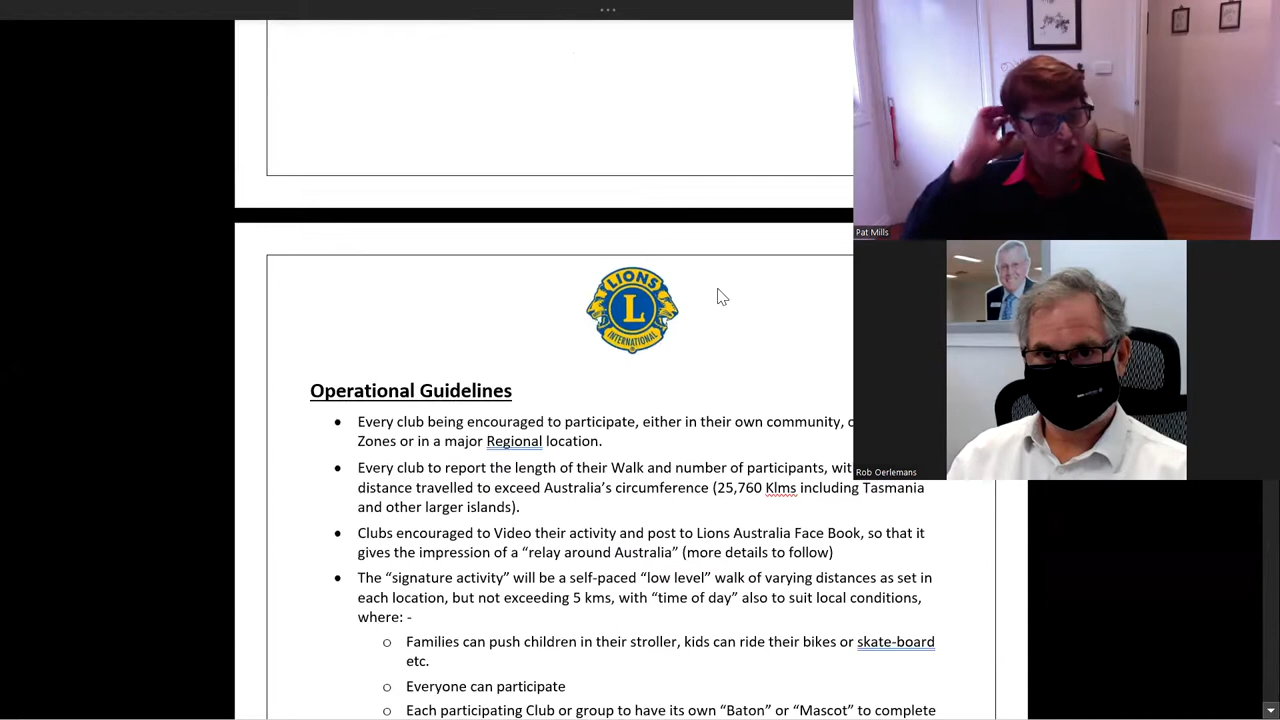 Pat Mills
LIONS
L
INTERNATIONAL
Rob Oerlemans
Operational Guidelines
• Every club being encouraged to participate, either in their own community,
Zones or in a major Regional location.
• Every club to report the length of their Walk and number of participants,
distance travelled to exceed Australia’s circumference (25,760 Klms including Tasmania
and other larger islands).
• Clubs encouraged to Video their activity and post to Lions Australia Face Book, so that it
gives the impression of a “relay around Australia” (more details to follow)
• The “signature activity” will be a self-paced “low level” walk of varying distances as set in
each location, but not exceeding 5 kms, with “time of day” also to suit local conditions,
where: -
o Families can push children in their stroller, kids can ride their bikes or skate-board
etc.
o Everyone can participate
o Each participating Club or group to have its own “Baton” or “Mascot” to complete